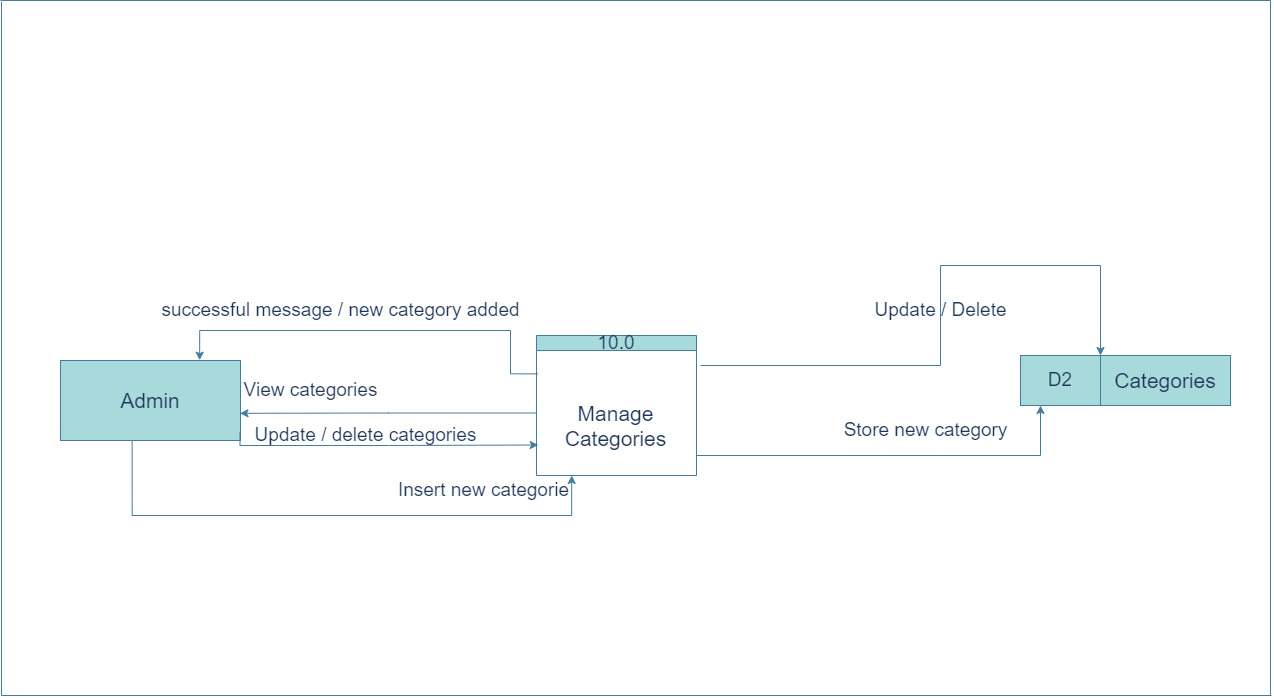 successful message / new category added
Update / Delete
10.0
D2
Categories
View categories
Admin
Manage
Categories
Update / delete categories
Store new category
Insert new categorie